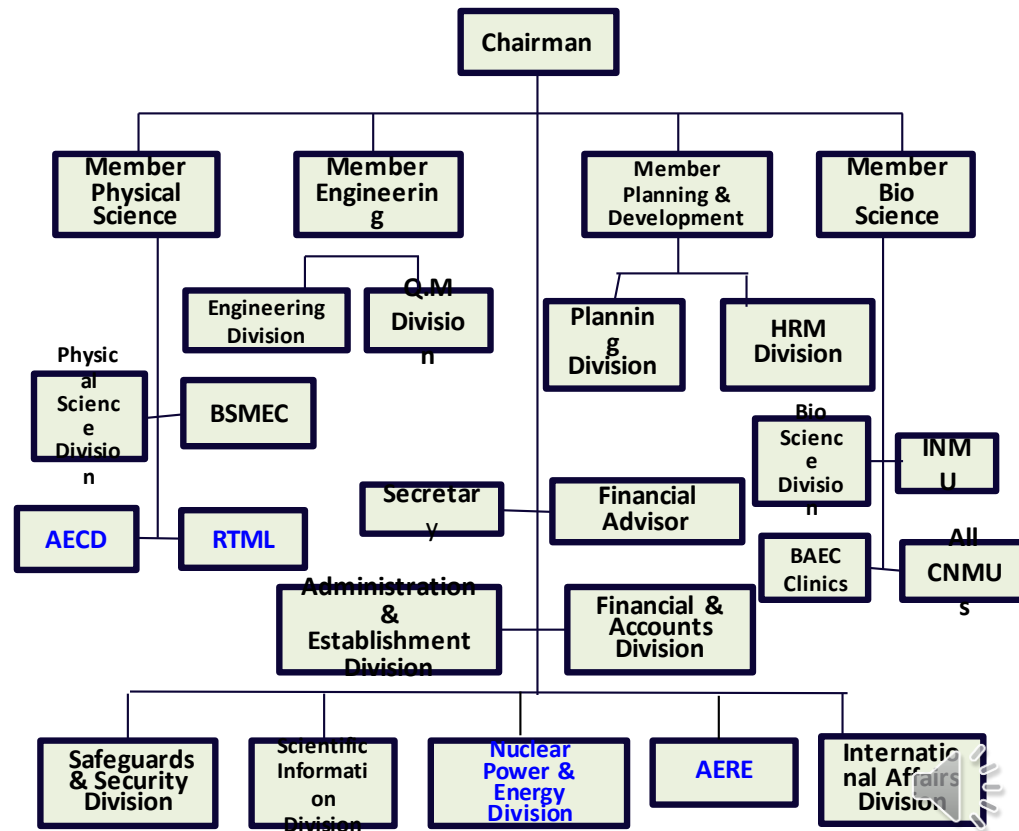 Chairman
Member
Physical
Science
Member
Engineerin
g
Member
Planning &
Development
Member
Bio
Science
Engineering
Division
Q.M
Divisio
n
Plannin
g
Division
HRM
Division
Physic
al
Scienc
e
Divisio
n
BSMEC
Bio
Scienc
e
Divisio
n
INM
U
AECD
RTML
Secretar
y
Financial
Advisor
BAEC
Clinics
All
CNMU
s
Administration
&
Establishment
Division
Financial &
Accounts
Division
Safeguards
& Security
Division
Scientific
Informati
on
Division
Nuclear
Power &
Energy
Division
AERE
Internatio
nal Affairs
Division